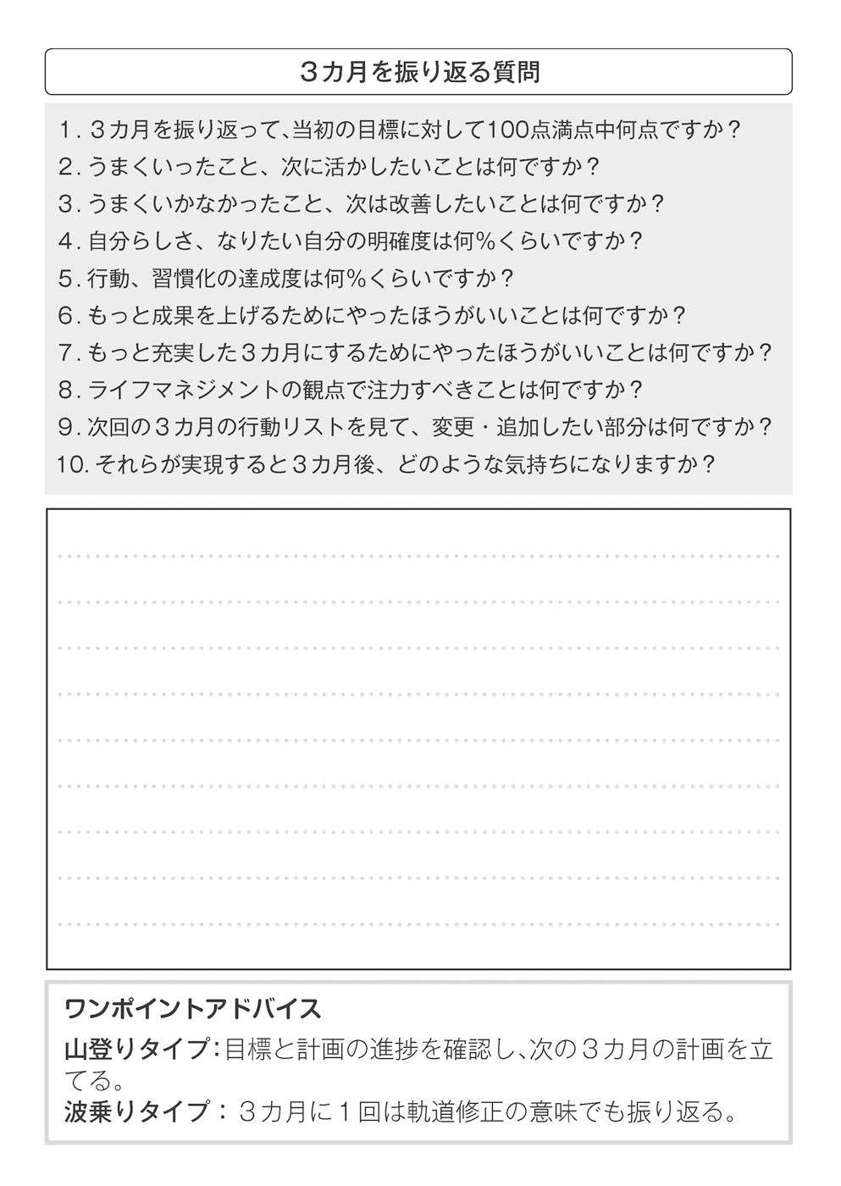 ３カ月を振り返る質問
１. ３カ月を振り返って、当初の目標に対して100点満点中何点ですか？
２. うまくいったこと、次に活かしたいことは何ですか？
３. うまくいかなかったこと、次は改善したいことは何ですか？
４. 自分らしさ、なりたい自分の明確度は何％くらいですか？
５. 行動、習慣化の達成度は何％くらいですか？
６. もっと成果を上げるためにやったほうがいいことは何ですか？
７. もっと充実した３カ月にするためにやったほうがいいことは何ですか？
８. ライフマネジメントの観点で注力すべきことは何ですか？
９. 次回の３カ月の行動リストを見て、変更・追加したい部分は何ですか？
10. それらが実現すると３カ月後、どのような気持ちになりますか？
ワンポイントアドバイス
山登りタイプ：目標と計画の進捗を確認し、次の３カ月の計画を立
てる。
波乗りタイプ：３カ月に１回は軌道修正の意味でも振り返る。